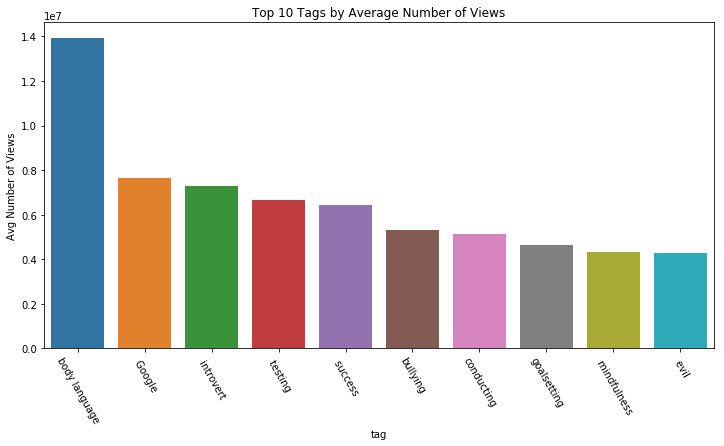 Top 10 Tags by Average Number of Views
1e7
1.4
1.2
1.0
0.8
0.6
0.4
0.2
0.0
Avg Number of Views
body language
Google
introvert
testing
success
bullying
conducting
goalsetting
mindfulness
evil
tag